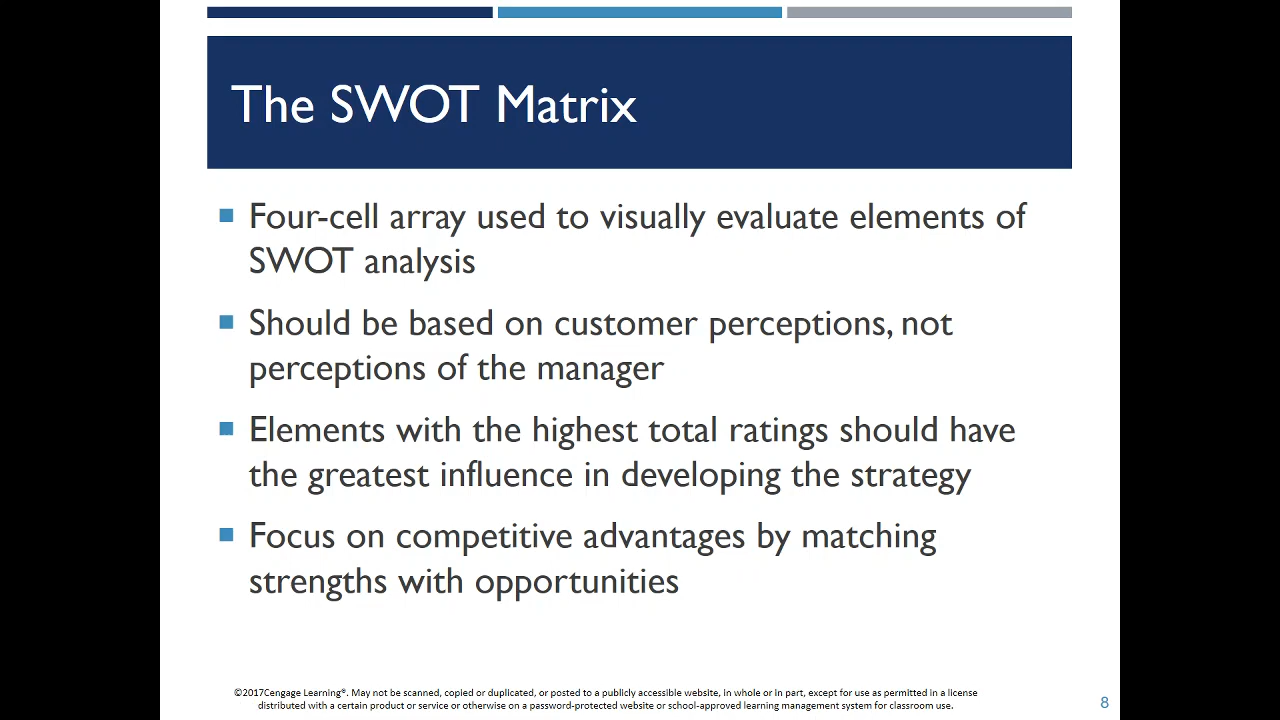 The SWOT Matrix
Four-cell array used to visually evaluate elements of
SWOT analysis
Should be based on customer perceptions, not
perceptions of the manager
Elements with the highest total ratings should have
the greatest influence in developing the strategy
Focus on competitive advantages by matching
strengths with opportunities
©2017Cengage Learning®. May not be scanned, copied or duplicated, or posted to a publicly accessible website, in whole or in part, except for use as permitted in a license
distributed with a certain product or service or otherwise on a password-protected website or school-approved learning management system for classroom use.
8